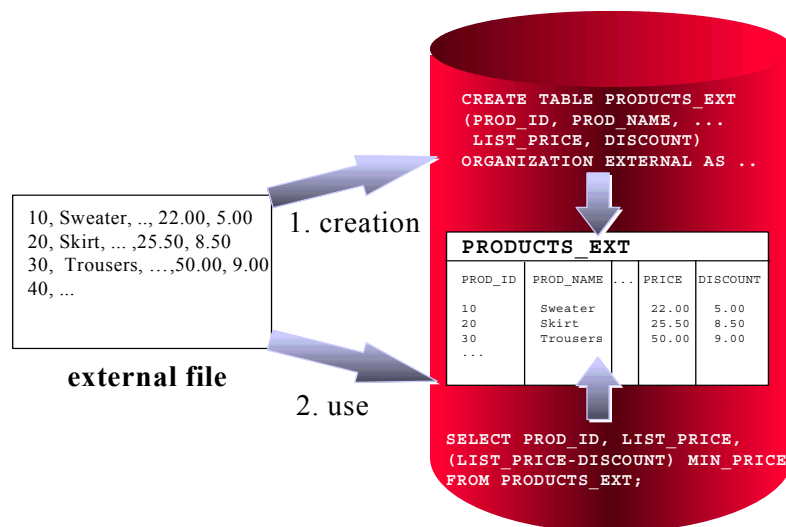 CREATE TABLE PRODUCTS_EXT
(PROD_ID, PROD_NAME, ...
LIST_PRICE, DISCOUNT)
ORGANIZATION EXTERNAL AS ..
10, Sweater, .., 22.00, 5.00
20, Skirt, ... ,25.50, 8.50
30, Trousers, ...,50.00, 9.00
40, ...
external file
1. creation
2. use
PRODUCTS_EXT
PROD_ID PROD_NAME ... PRICE DISCOUNT
10 Sweater 22.00 5.00
20 Skirt 25.50 8.50
30 Trousers 50.00 9.00
...
SELECT PROD_ID, LIST_PRICE,
(LIST_PRICE-DISCOUNT) MIN_PRICE
FROM PRODUCTS_EXT;